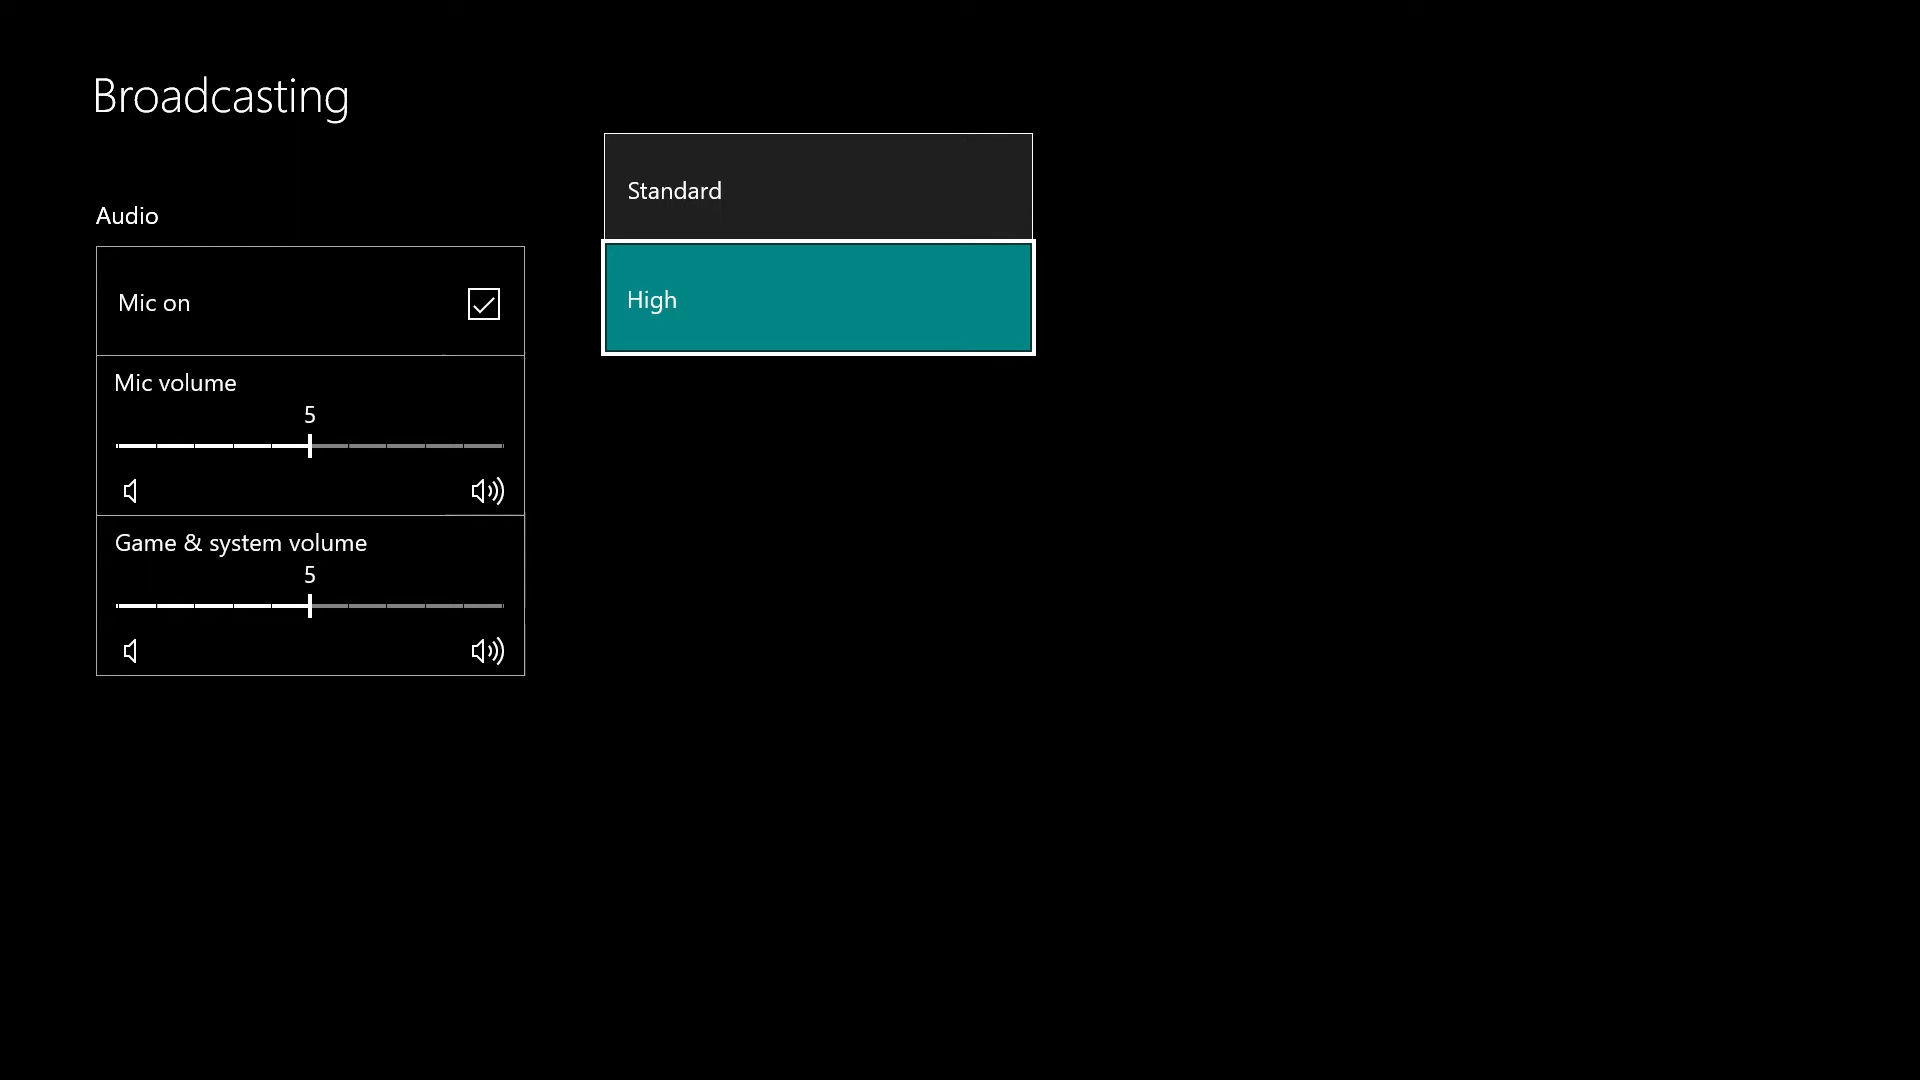 Broadcasting
Audio
Mic on
Mic volume
5
Game & system volume
5
Standard
High